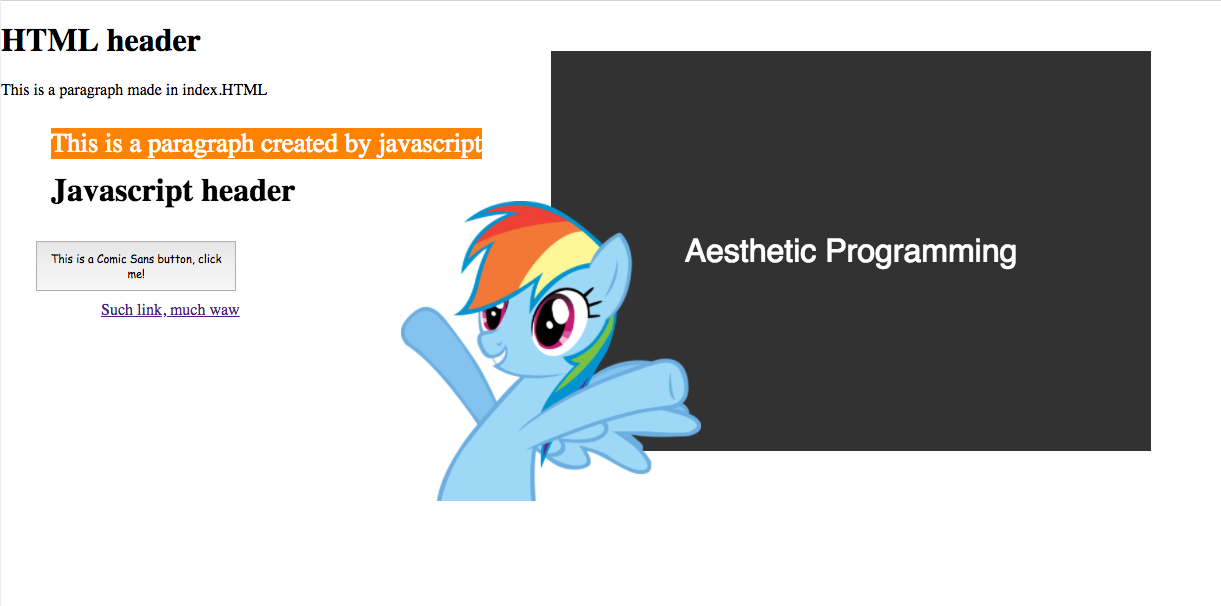 HTML header
This is a paragraph made in index.HTML
This is a paragraph created by javascript
Javascript header
This is a Comic Sans button, click
me!
Such link, much waw
Aesthetic Programming